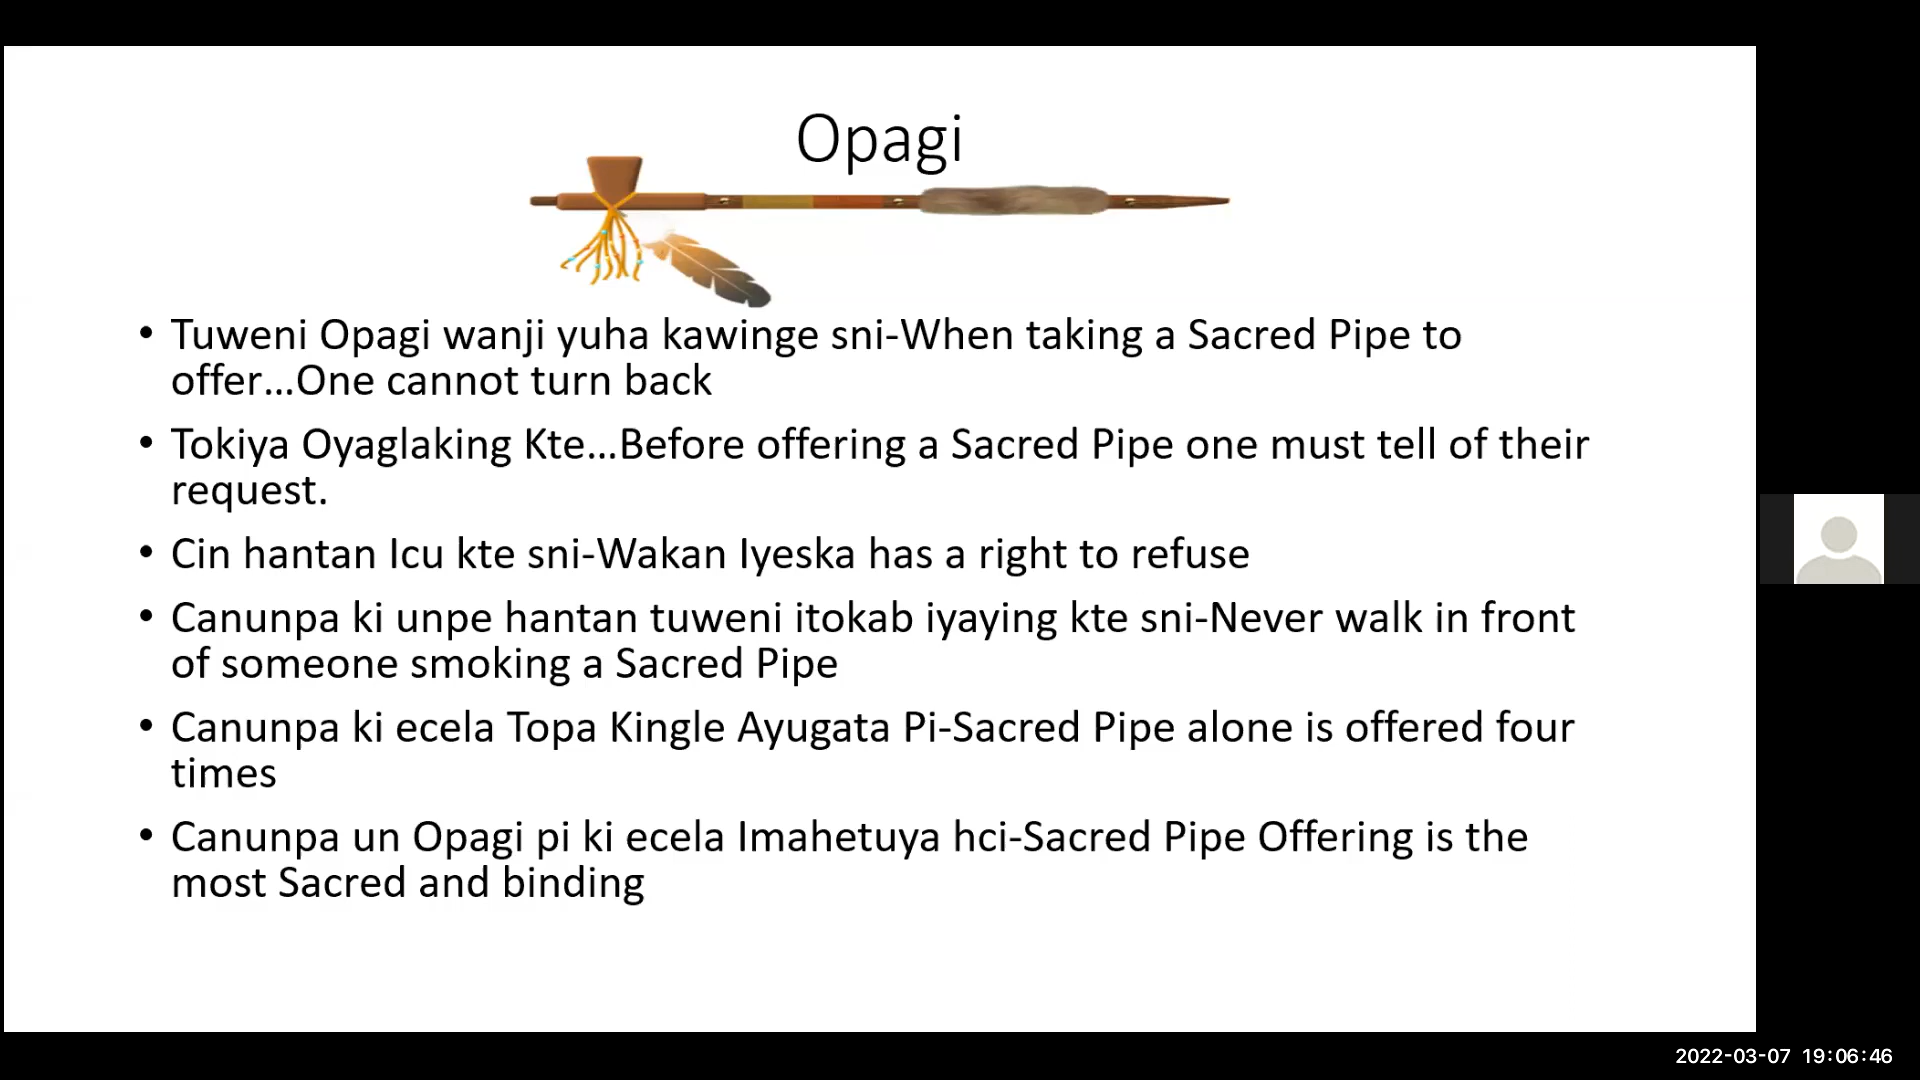 Opagi
• Tuweni Opagi wanji yuha kawinge sni-When taking a Sacred Pipe to
offer...One cannot turn back
• Tokiya Oyaglaking Kte...Before offering a Sacred Pipe one must tell of their
request.
• Cin hantan Icu kte sni-Wakan Iyeska has a right to refuse
• Canunpa ki unpe hantan tuweni itokab iyaying kte sni-Never walk in front
of someone smoking a Sacred Pipe
• Canunpa ki ecela Topa Kingle Ayugata Pi-Sacred Pipe alone is offered four
times
• Canunpa un Opagi pi ki ecela Imahetuya hci-Sacred Pipe Offering is the
most Sacred and binding
2022-03-07 19:06:46